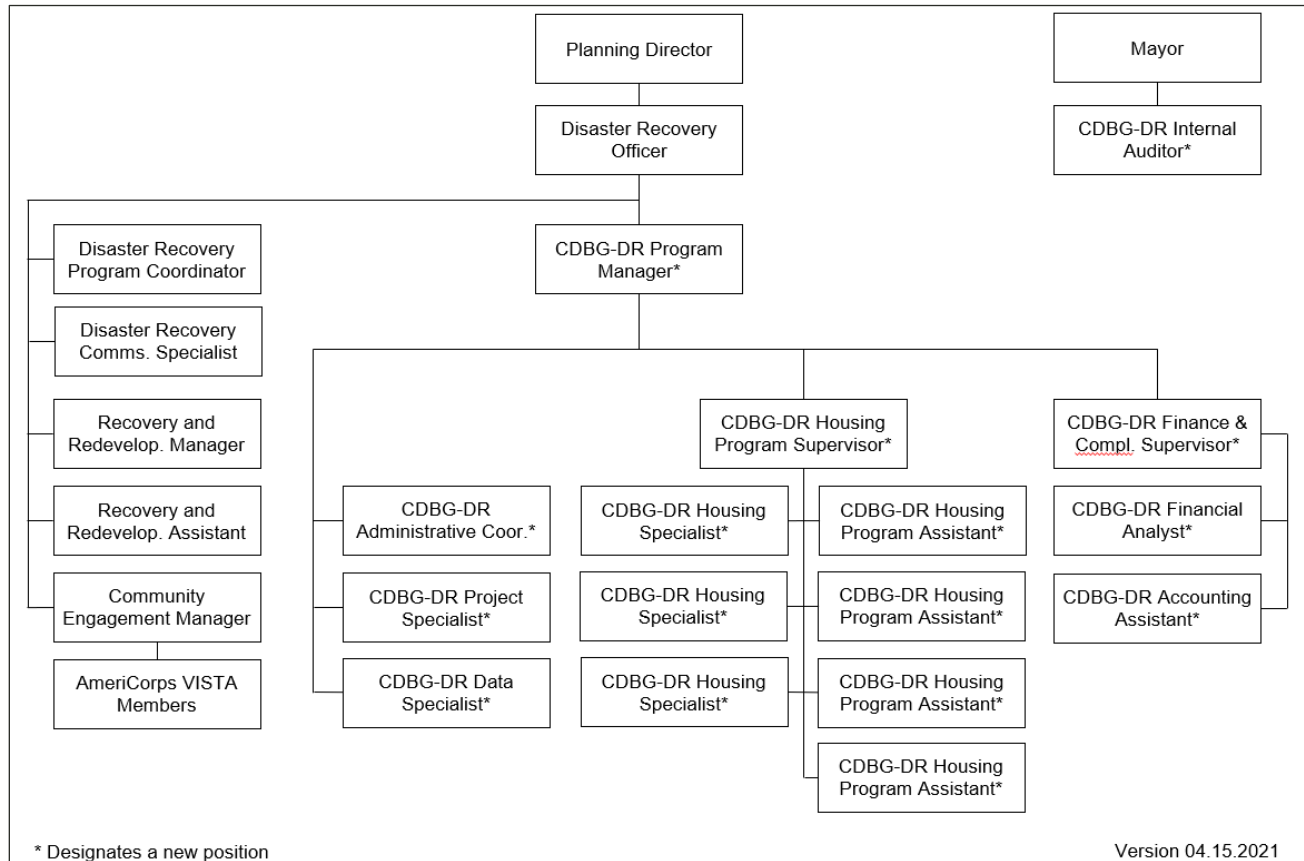 Planning Director
Mayor
Disaster Recovery
Officer
CDBG-DR Internal
Auditor*
Disaster Recovery
Program Coordinator
CDBG-DR Program
Manager*
Disaster Recovery
Comms. Specialist
Recovery and
Redevelop. Manager
CDBG-DR Housing
Program Supervisor*
CDBG-DR Finance &
Compl. Supervisor*
Recovery and
Redevelop. Assistant
CDBG-DR
Administrative Coor.*
CDBG-DR Housing
Specialist*
CDBG-DR Housing
Program Assistant*
CDBG-DR Financial
Analyst*
Community
Engagement Manager
CDBG-DR Project
Specialist*
CDBG-DR Housing
Specialist*
CDBG-DR Housing
Program Assistant*
CDBG-DR Accounting
Assistant*
AmeriCorps VISTA
Members
CDBG-DR Data
Specialist*
CDBG-DR Housing
Specialist*
CDBG-DR Housing
Program Assistant*
CDBG-DR Housing
Program Assistant*
* Designates a new position
Version 04.15.2021